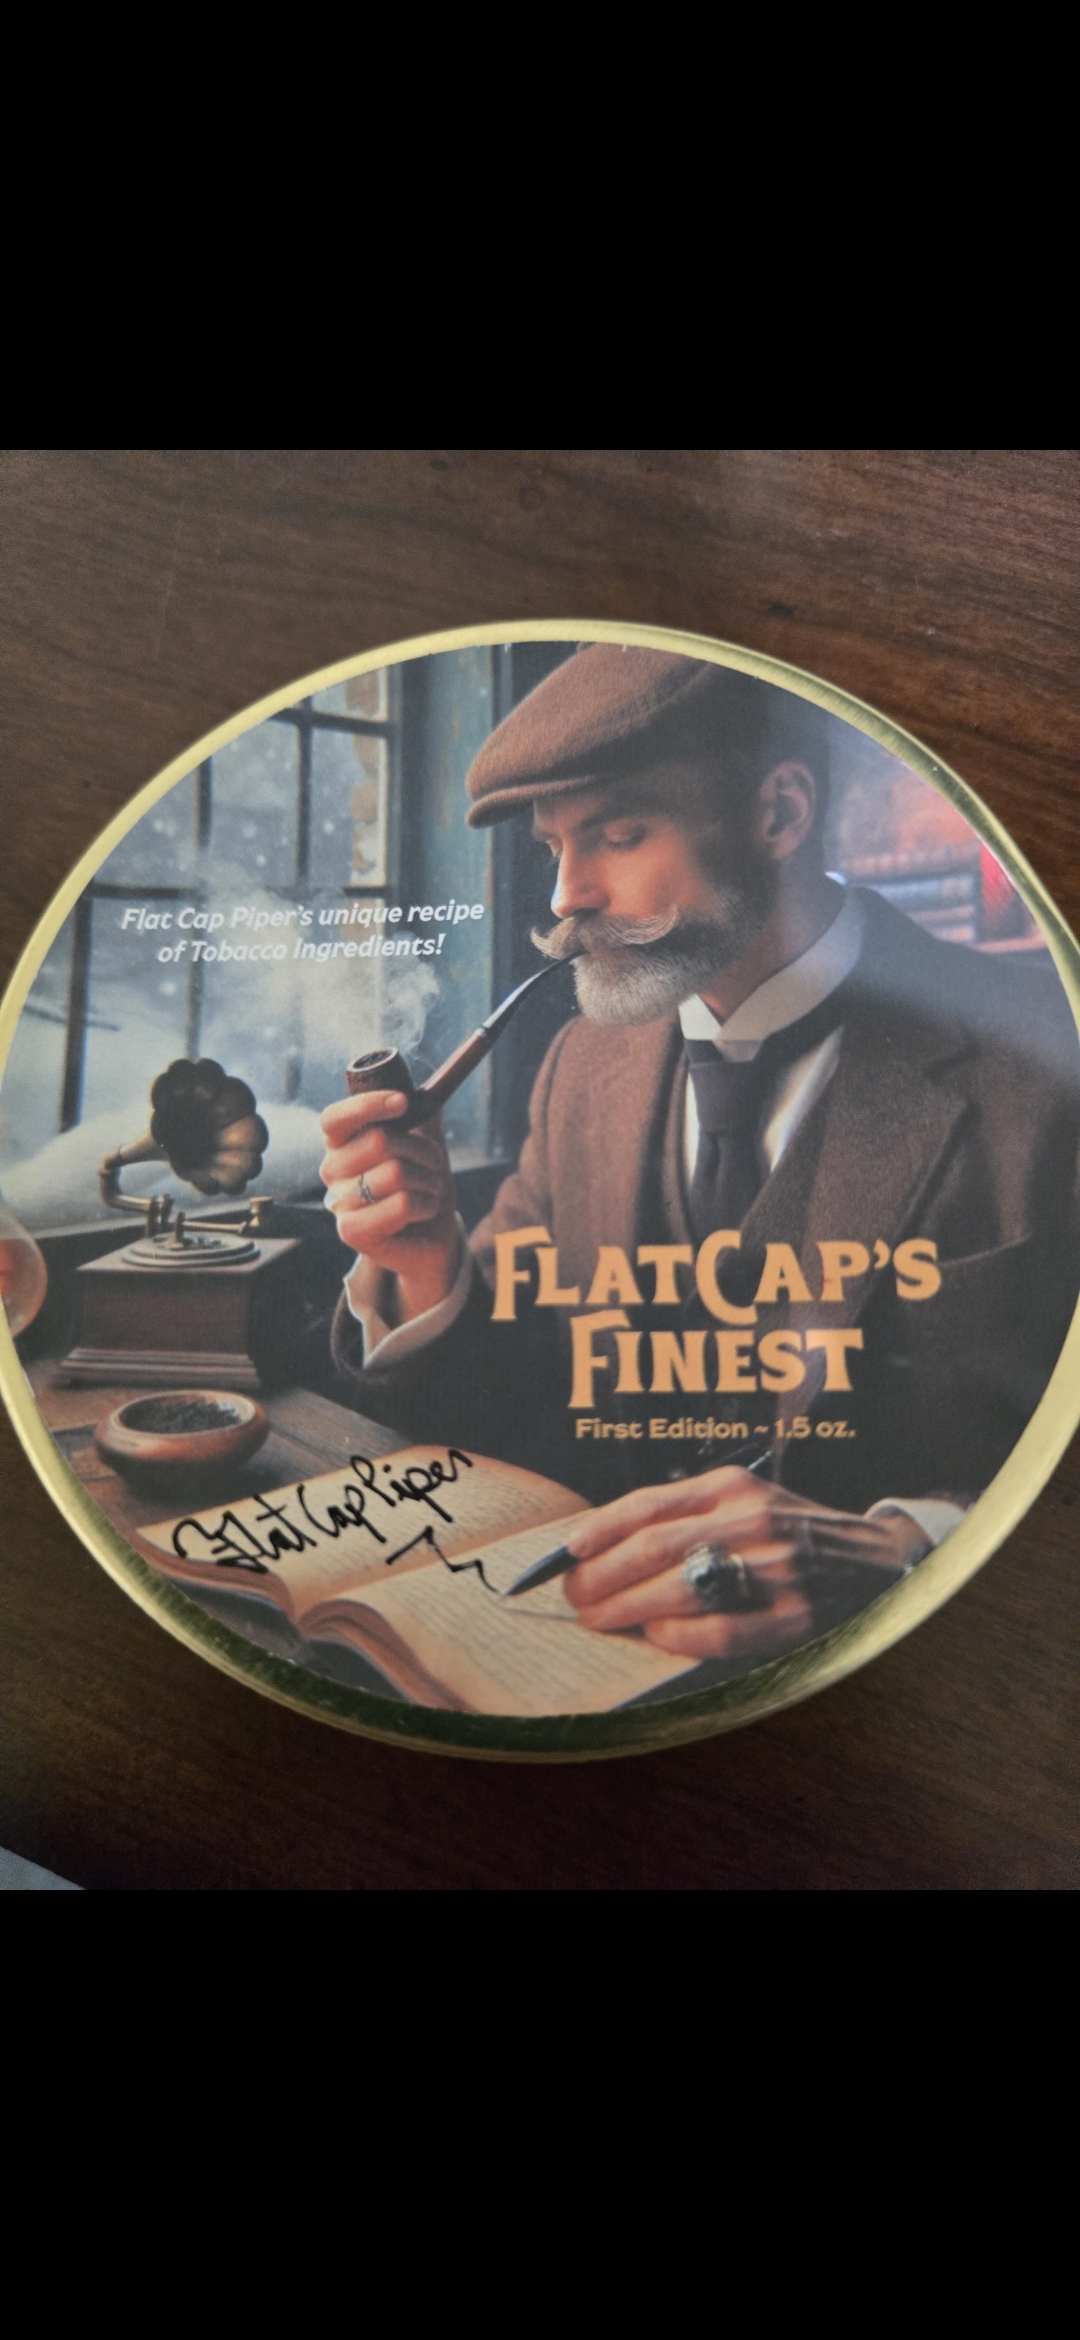 Flat Cap Piper's unique recipe
of Tobacco Ingredients!
FLATCAP'S
FINEST
First Edition ~ 1.5 oz.
Flat Cap Piper